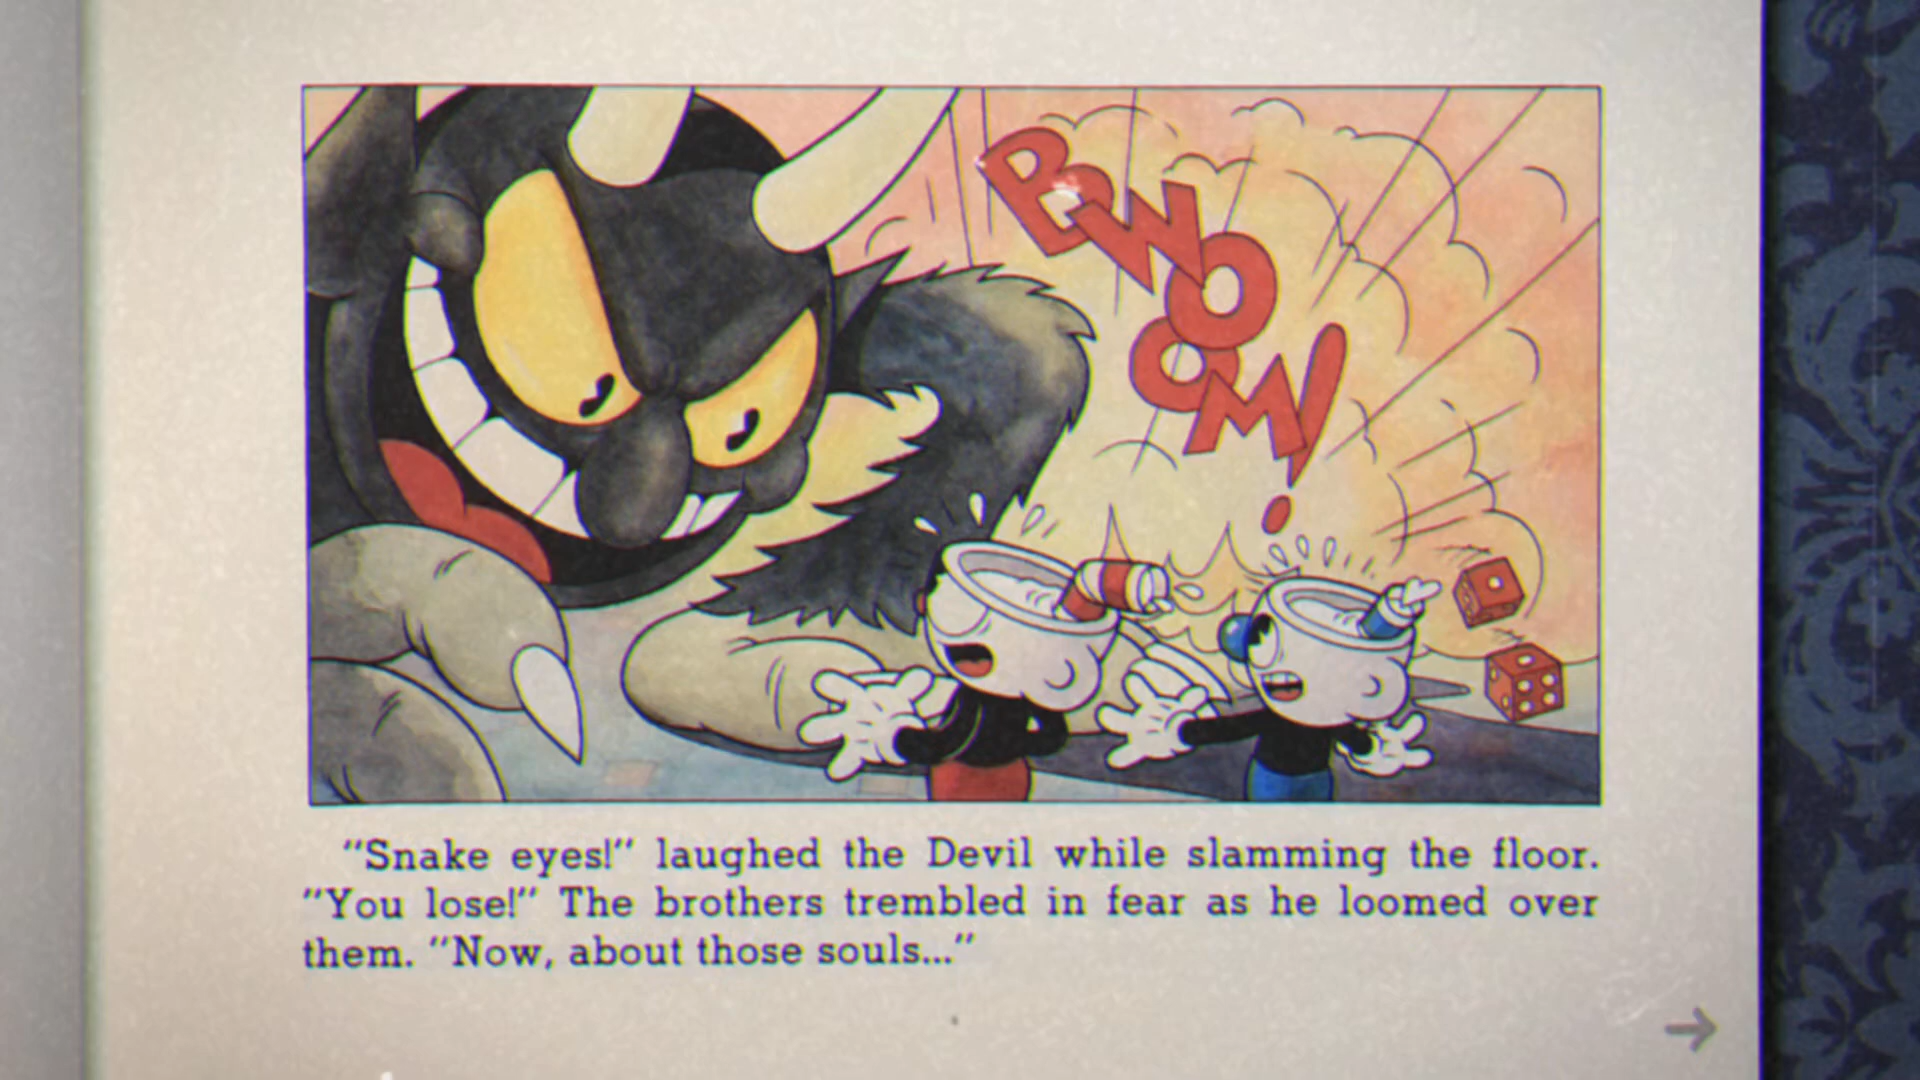 BWOOM!
“Snake eyes!” laughed the Devil while slamming the floor.
“You lose!” The brothers trembled in fear as he loomed over
them. “Now, about those souls...”